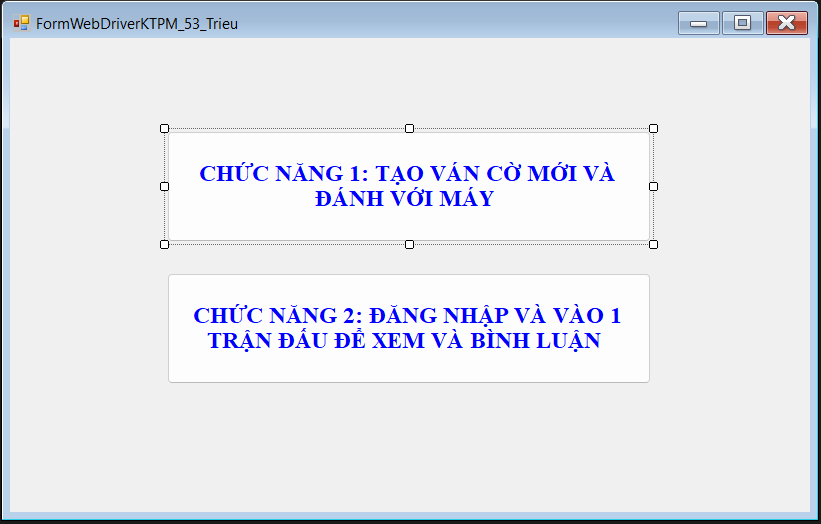 FormWebDriverKTPM_53_Trieu
CHỨC NĂNG 1: TẠO VÁN CỜ MỚI VÀ
ĐÁNH VỚI MÁY
CHỨC NĂNG 2: ĐĂNG NHẬP VÀ VÀO 1
TRẬN ĐẤU ĐỂ XEM VÀ BÌNH LUẬN